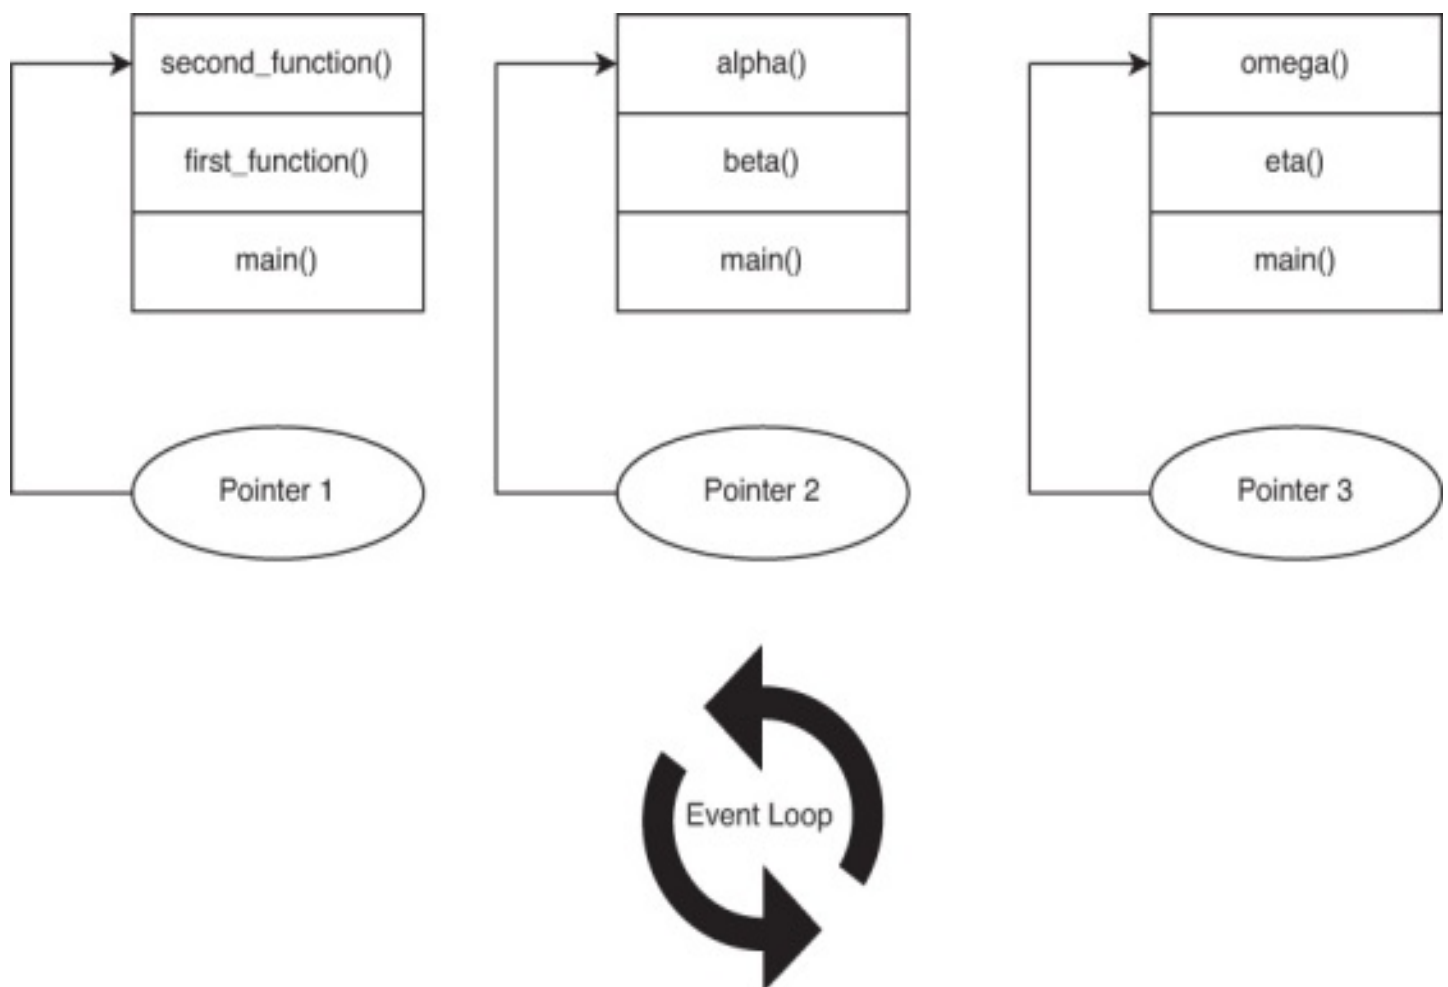 second_function()
first_function()
main()
alpha()
beta()
main()
omega()
eta()
main()
Pointer 1
Pointer 2
Pointer 3
Event Loop